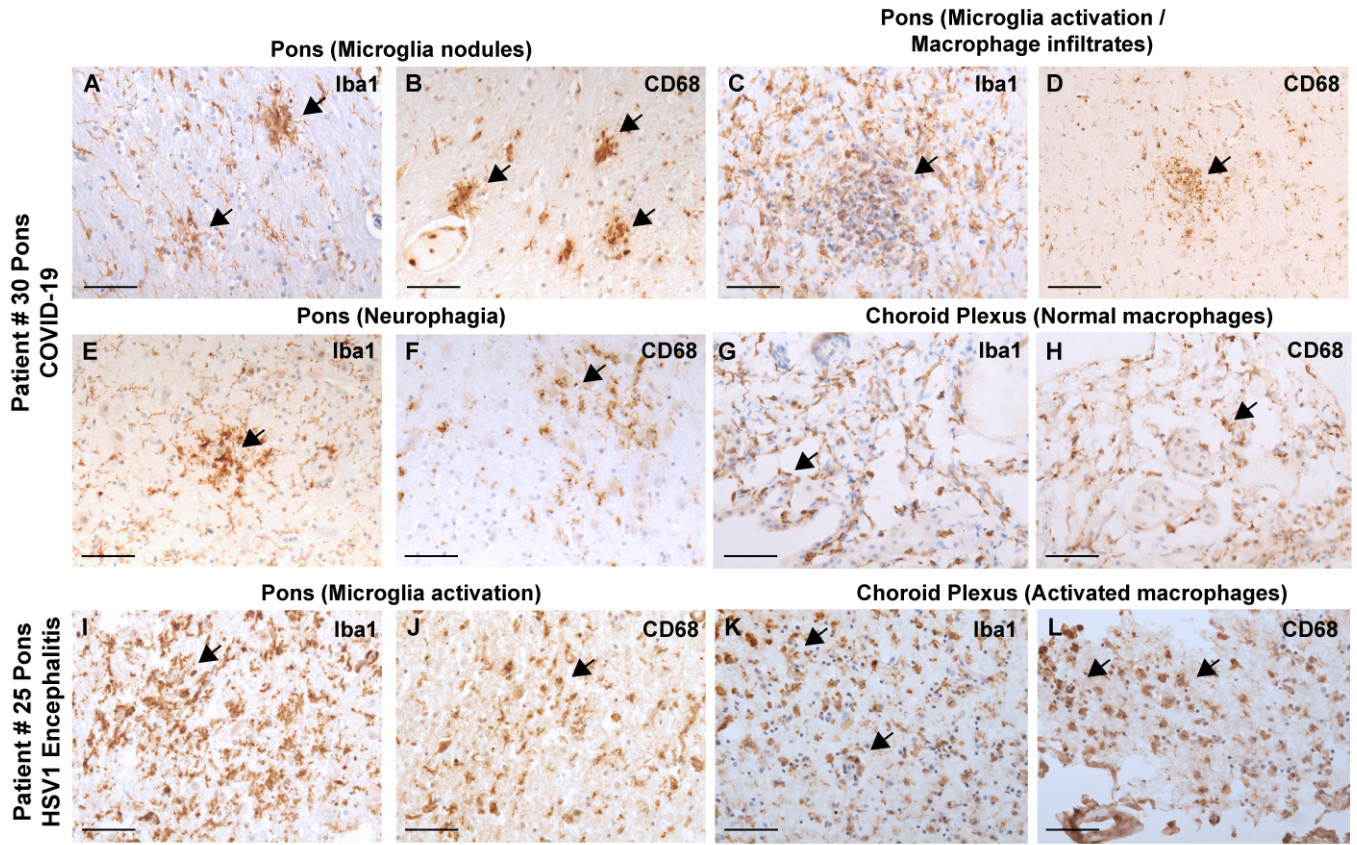 Pons (Microglia nodules)
Pons (Microglia activation /
Macrophage infiltrates)
A Iba1
B CD68
C Iba1
D CD68
Patient # 30 Pons
COVID-19
Pons (Neurophagia)
Choroid Plexus (Normal macrophages)
E Iba1
F CD68
G Iba1
H CD68
Pons (Microglia activation)
Choroid Plexus (Activated macrophages)
I Iba1
J CD68
K Iba1
L CD68
Patient # 25 Pons
HSV1 Encephalitis